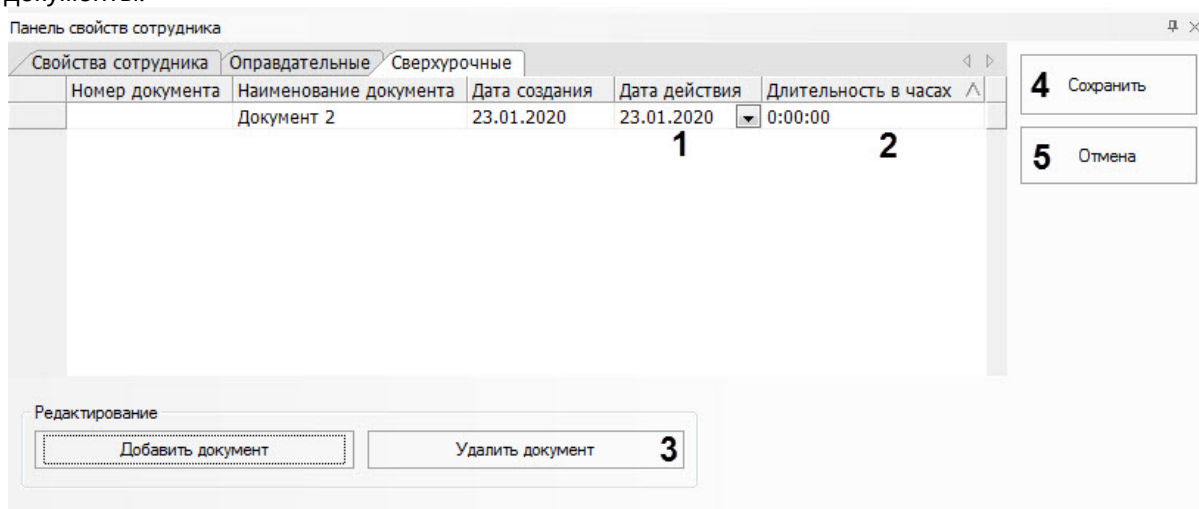 документы.
Панель свойств сотрудника
Свойства сотрудника Оправдательные Сверхурочные
Номер документа Наименование документа Дата создания Дата действия Длительность в часах
Документ 2 23.01.2020 23.01.2020 0:00:00
1 2
4 Сохранить
5 Отмена
Редактирование
Добавить документ Удалить документ 3